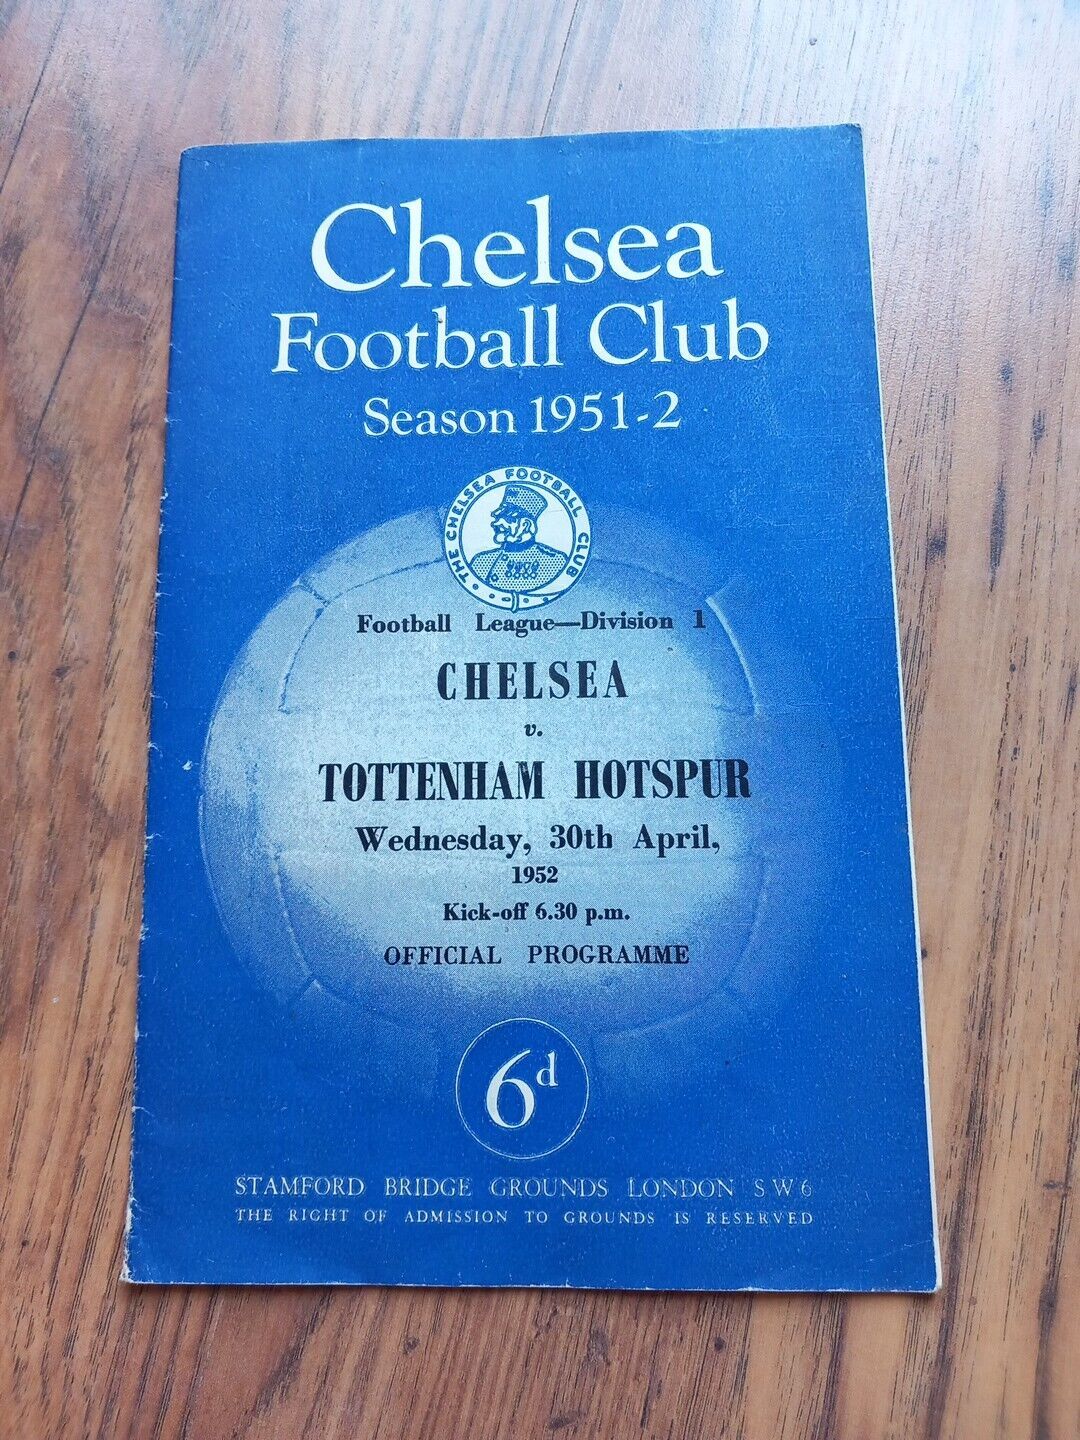 Chelsea
Football Club
Season 1951-2
THE CHELSEA FOOTBALL CLUB
Football League—Division 1
CHELSEA
v.
TOTTENHAM HOTSPUR
Wednesday, 30th April,
1952
Kick-off 6.30 p.m.
OFFICIAL PROGRAMME
6d
STAMFORD BRIDGE GROUNDS LONDON SW6
THE RIGHT OF ADMISSION TO GROUNDS IS RESERVED